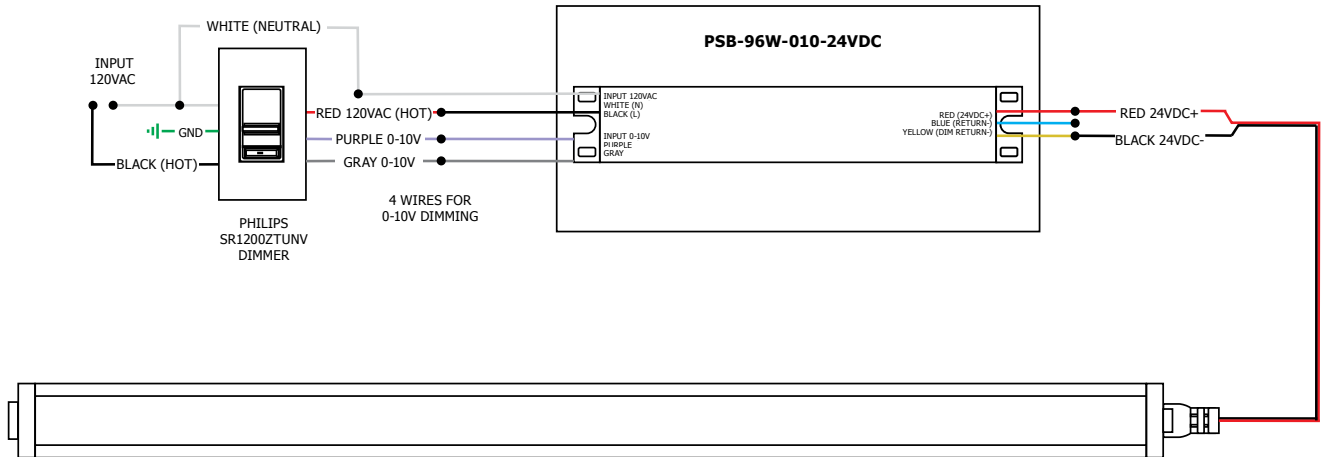 WHITE (NEUTRAL)
PSB-96W-010-24VDC
INPUT
120VAC
INPUT 120VAC
WHITE (N)
BLACK (L)
RED 120VAC (HOT)
RED (24VDC+)
BLUE (RETURN-)
YELLOW (DIM RETURN-)
RED 24VDC+
GND
PURPLE 0-10V
INPUT 0-10V
PURPLE
GRAY
BLACK 24VDC-
BLACK (HOT)
GRAY 0-10V
4 WIRES FOR
0-10V DIMMING
PHILIPS
SR1200ZTUNV
DIMMER